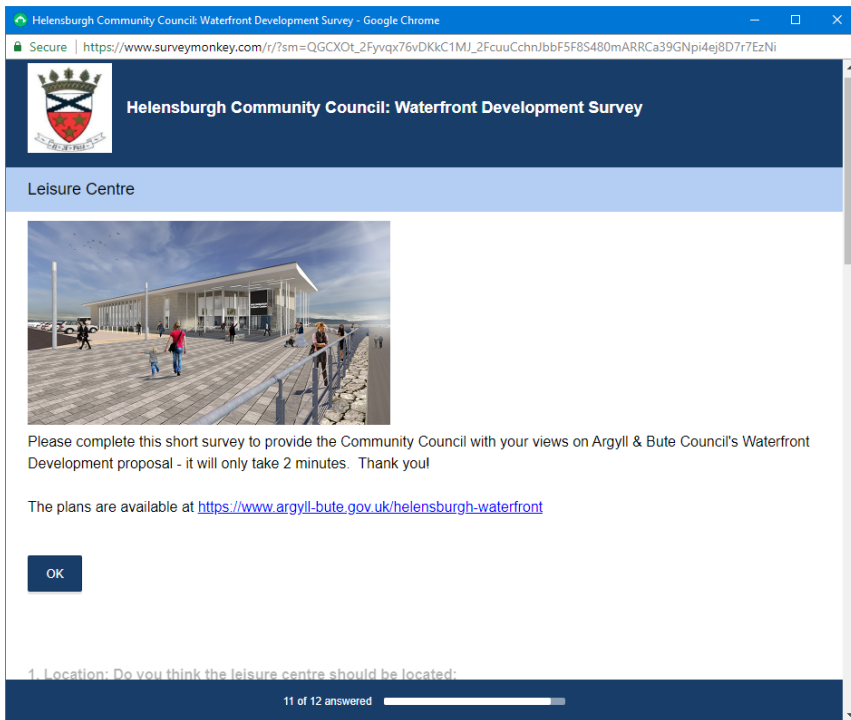 Helensburgh Community Council: Waterfront Development Survey - Google Chrome
Secure | https://www.surveymonkey.com/r/?sm=QGCXOt_2Fyvqx76vDKkC1MJ_2FcuuCchnJbbF5F8S480mARRCa39GNpi4ej8D7r7EzNi
Helensburgh Community Council: Waterfront Development Survey
Leisure Centre
Please complete this short survey to provide the Community Council with your views on Argyll & Bute Council's Waterfront
Development proposal - it will only take 2 minutes.  Thank you!
The plans are available at https://www.argyll-bute.gov.uk/helensburgh-waterfront
OK
1. Location: Do you think the leisure centre should be located:
11 of 12 answered